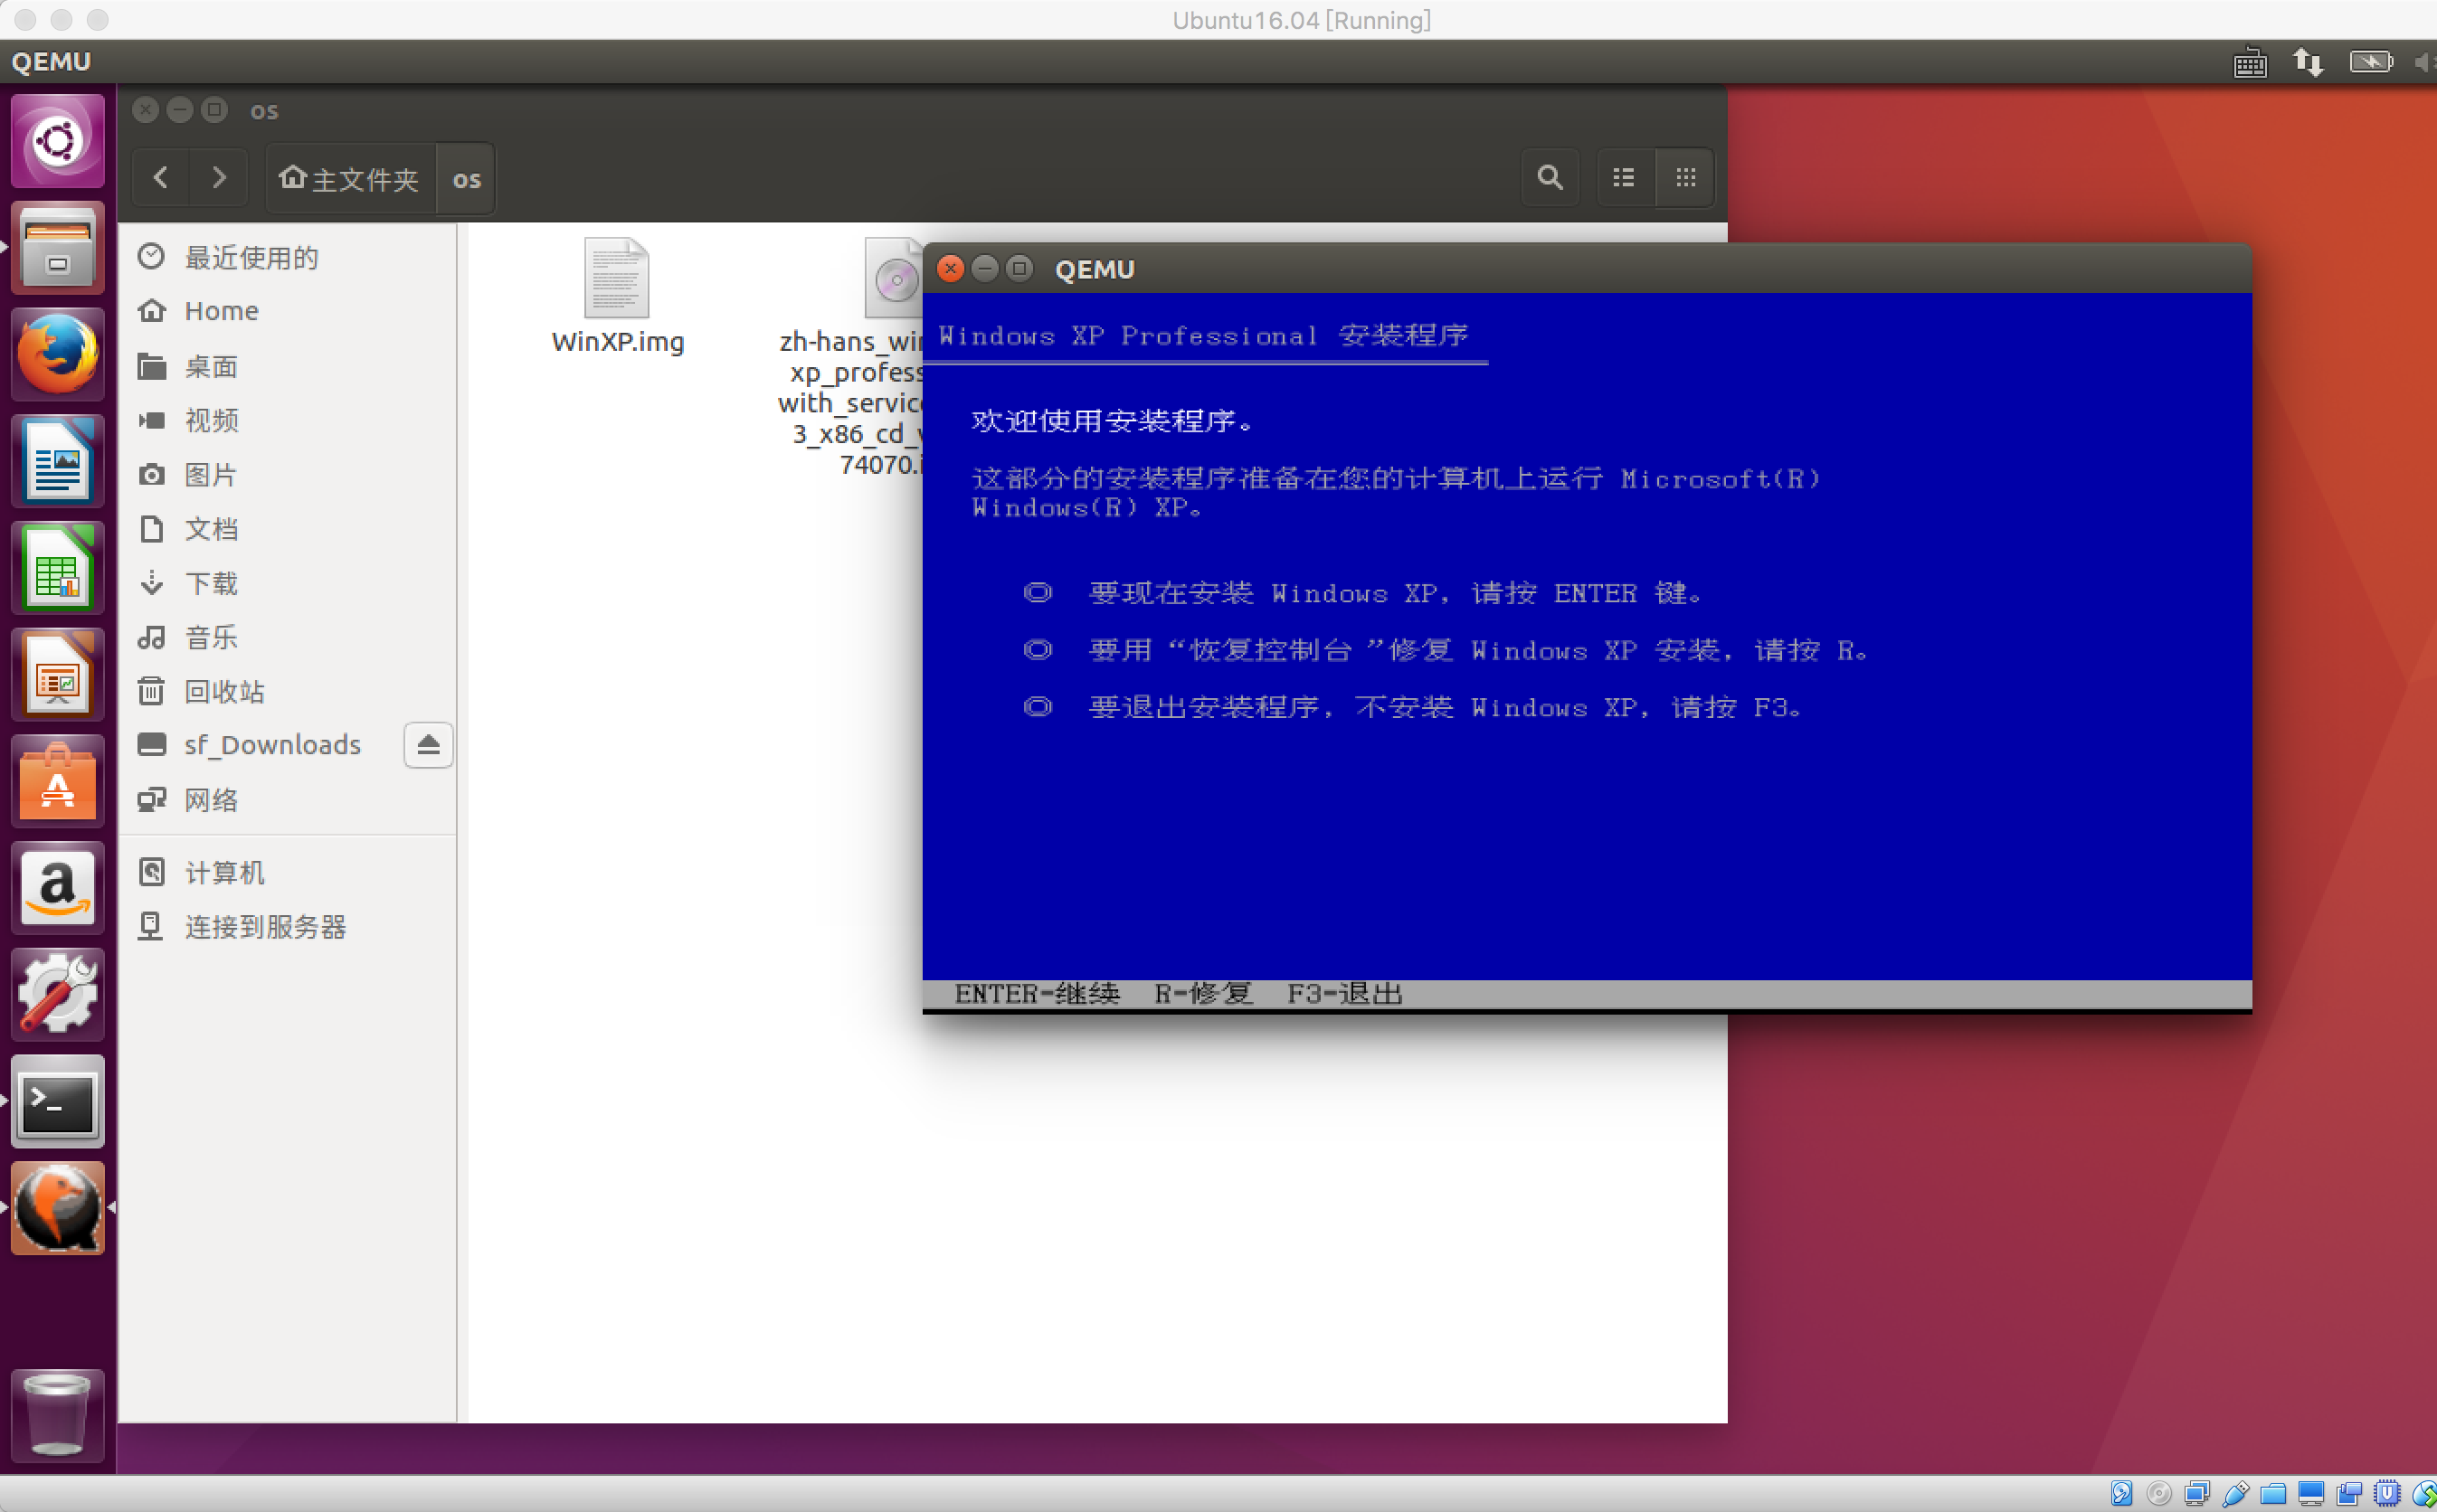 Ubuntu16.04 [Running]
QEMU
os
主文件夹
os
最近使用的
Home
桌面
视频
图片
文档
下载
音乐
回收站
sf_Downloads
网络
计算机
连接到服务器
WinXP.img
zh-hans_wi
xp_profes
with_servic
3_x86_cd_
74070.i
QEMU
Windows XP Professional 安装程序
欢迎使用安装程序。
这部分的安装程序准备在您的计算机上运行 Microsoft(R)
Windows(R) XP。
要现在安装 Windows XP，请按 ENTER 键。
要用“恢复控制台”修复 Windows XP 安装，请按 R。
要退出安装程序，不安装 Windows XP，请按 F3。
ENTER-继续 R-修复 F3-退出